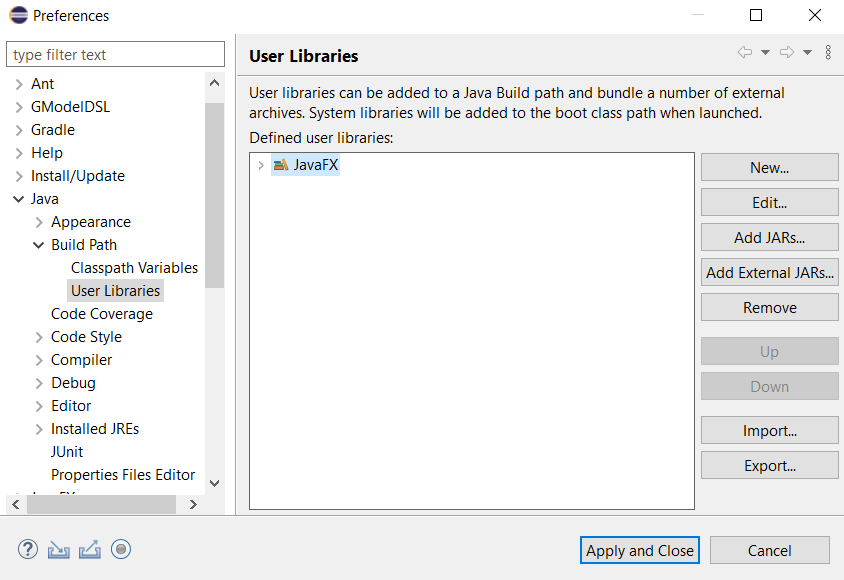 Preferences
type filter text
Ant
GModelDSL
Gradle
Help
Install/Update
Java
Appearance
Build Path
Classpath Variables
User Libraries
Code Coverage
Code Style
Compiler
Debug
Editor
Installed JREs
JUnit
Properties Files Editor
User Libraries
User libraries can be added to a Java Build path and bundle a number of external
archives. System libraries will be added to the boot class path when launched.
Defined user libraries:
JavaFX
New...
Edit...
Add JARs...
Add External JARs...
Remove
Up
Down
Import...
Export...
Apply and Close
Cancel